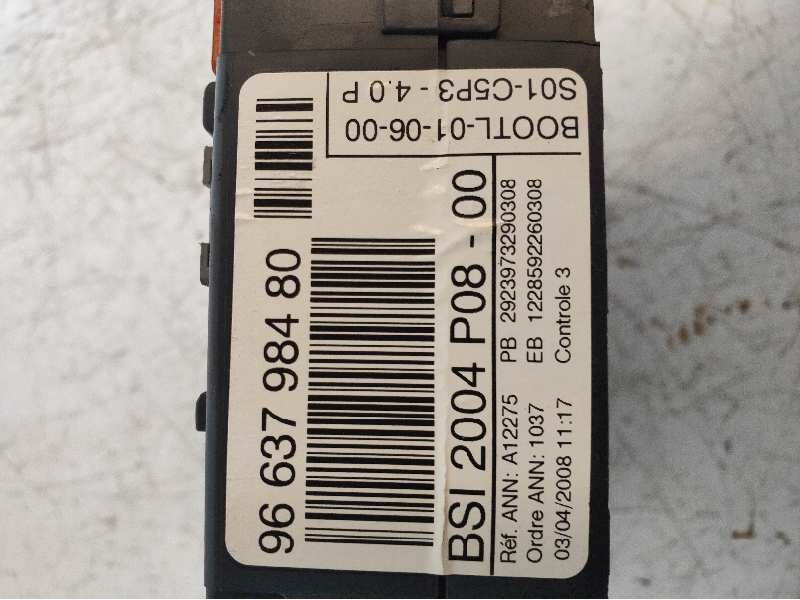 96 637 984 80
BSI 2004 P08 - 00
Réf. ANN: A12275 PB 2923973290308
Ordre ANN: 1037 EB 1228592260308
03/04/2008 11:17 Controle 3
BOOTL-01-06-00
S01-C5P3 - 4.0 P